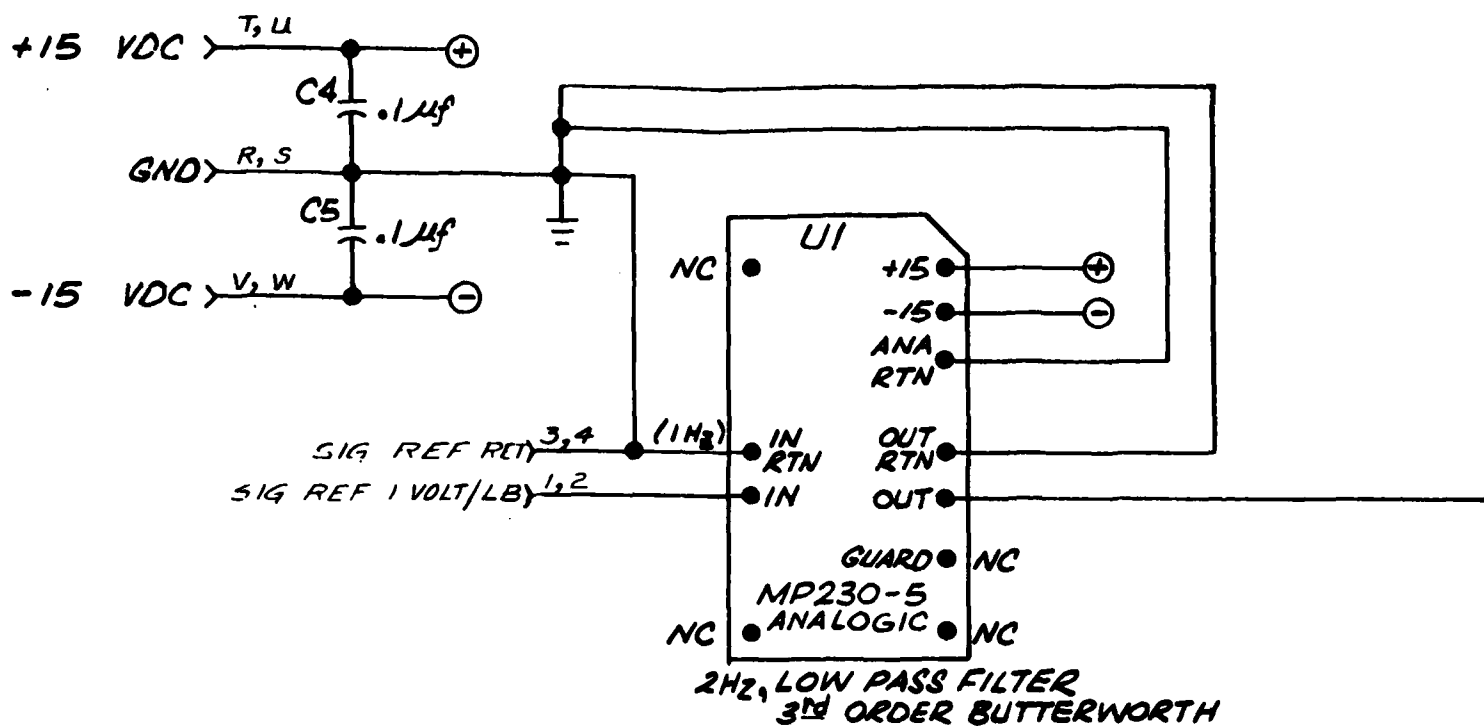 +15 VDC T, U +
C4
.1µf
GND R, S
C5
.1µf
-15 VDC V, W -
U1
NC +15 +
-15 -
ANA
RTN
SIG REF RET 3,4 (1Hz) IN
RTN OUT
RTN
SIG REF 1 VOLT/LB 1,2 IN OUT
GUARD NC
MP230-5
ANALOGIC
NC NC
2Hz, LOW PASS FILTER
3rd ORDER BUTTERWORTH